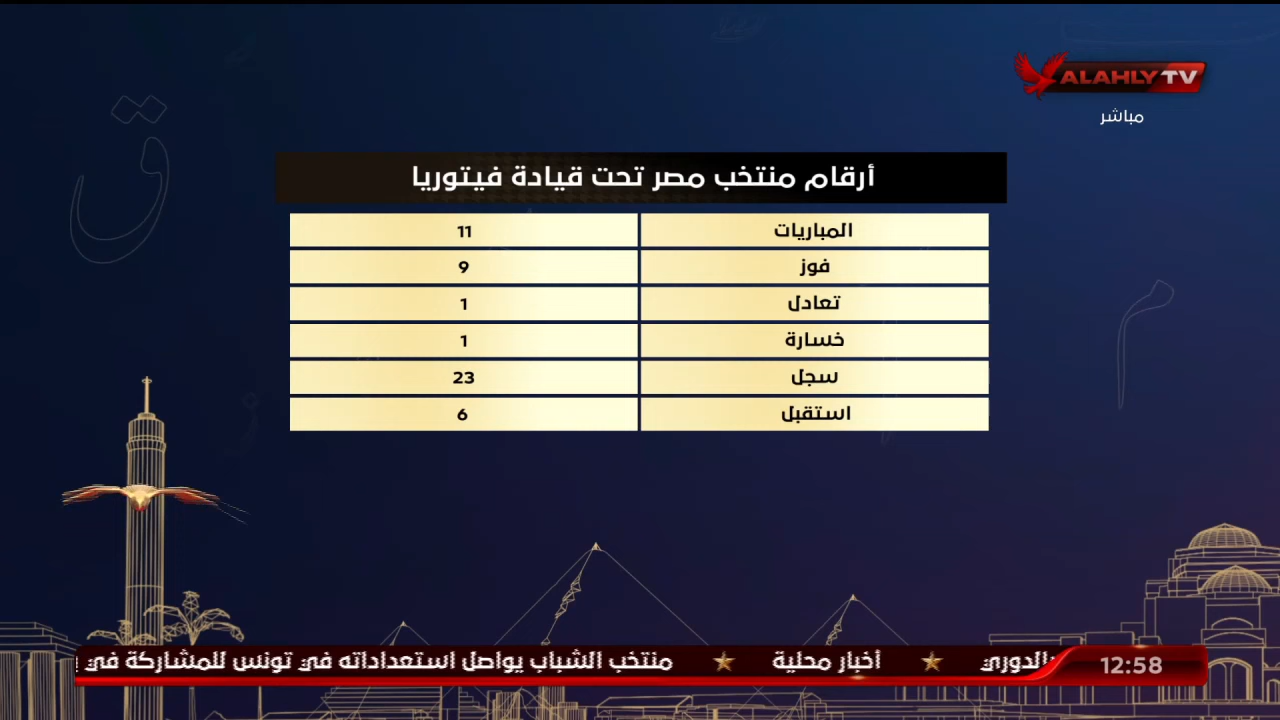 ALAHLY TV
مباشر
أرقام منتخب مصر تحت قيادة فيتوريا
المباريات 11
فوز 9
تعادل 1
خسارة 1
سجل 23
استقبل 6
الدوري ★ أخبار محلية ★ منتخب الشباب يواصل استعداداته في تونس للمشاركة في
12:58